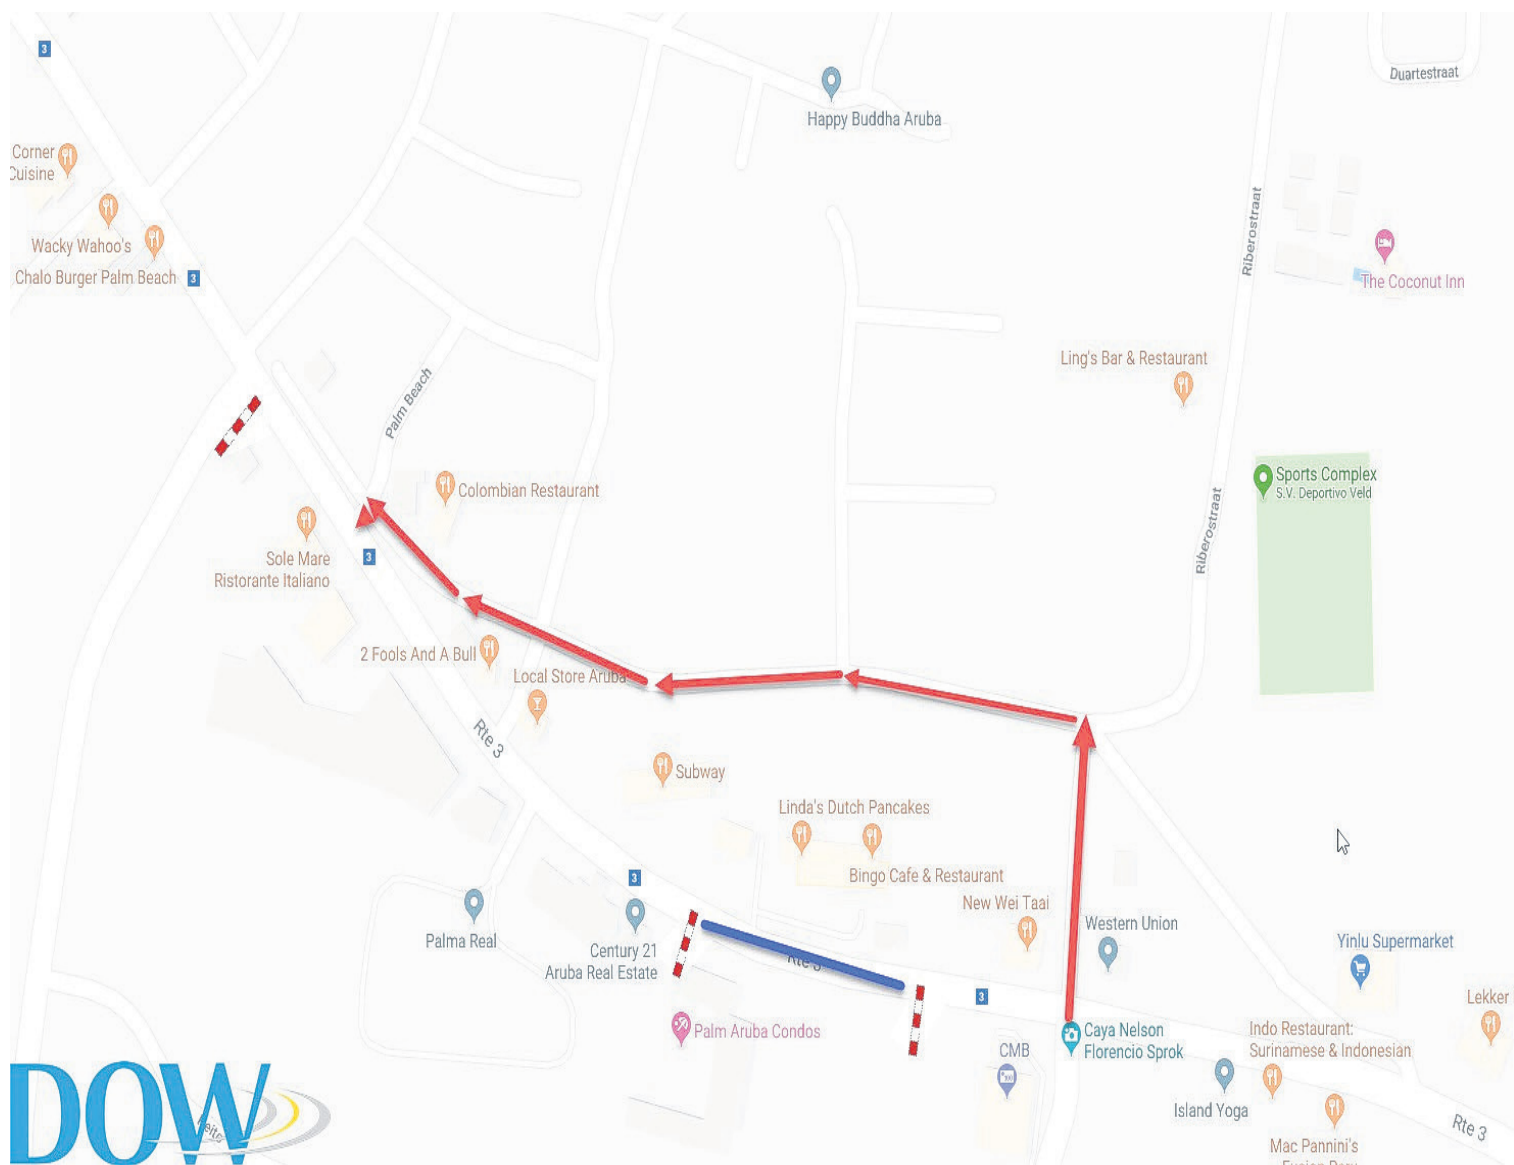 3
Duartestraat
Happy Buddha Aruba
Corner
Cuisine
Wacky Wahoo's
Chalo Burger Palm Beach
3
Riberostraat
The Coconut Inn
Ling's Bar & Restaurant
Palm Beach
Sports Complex
S.V. Deportivo Veld
Colombian Restaurant
Riberostraat
Sole Mare
Ristorante Italiano
3
2 Fools And A Bull
Local Store Aruba
Rte 3
Subway
Linda's Dutch Pancakes
Bingo Cafe & Restaurant
3
New Wei Taai
Western Union
Palma Real
Century 21
Aruba Real Estate
Yinlu Supermarket
Rte 3
3
Lekker
Palm Aruba Condos
Caya Nelson
Florencio Sprok
Indo Restaurant:
Surinamese & Indonesian
CMB
Island Yoga
Rte 3
Mac Pannini's
DOW